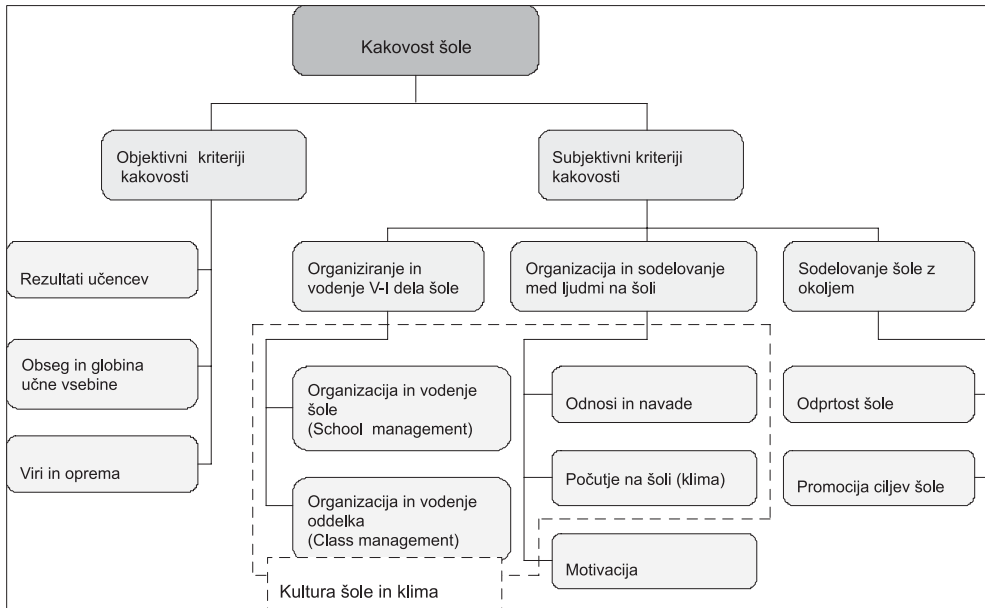 Kakovost šole
Objektivni kriteriji
kakovosti
Subjektivni kriteriji
kakovosti
Rezultati učencev
Organiziranje in
vodenje V-I dela šole
Organizacija in sodelovanje
med ljudmi na šoli
Sodelovanje šole z
okoljem
Obseg in globina
učne vsebine
Organizacija in vodenje
šole
(School management)
Odnosi in navade
Odprtost šole
Viri in oprema
Organizacija in vodenje
oddelka
(Class management)
Počutje na šoli (klima)
Promocija ciljev šole
Motivacija
Kultura šole in klima